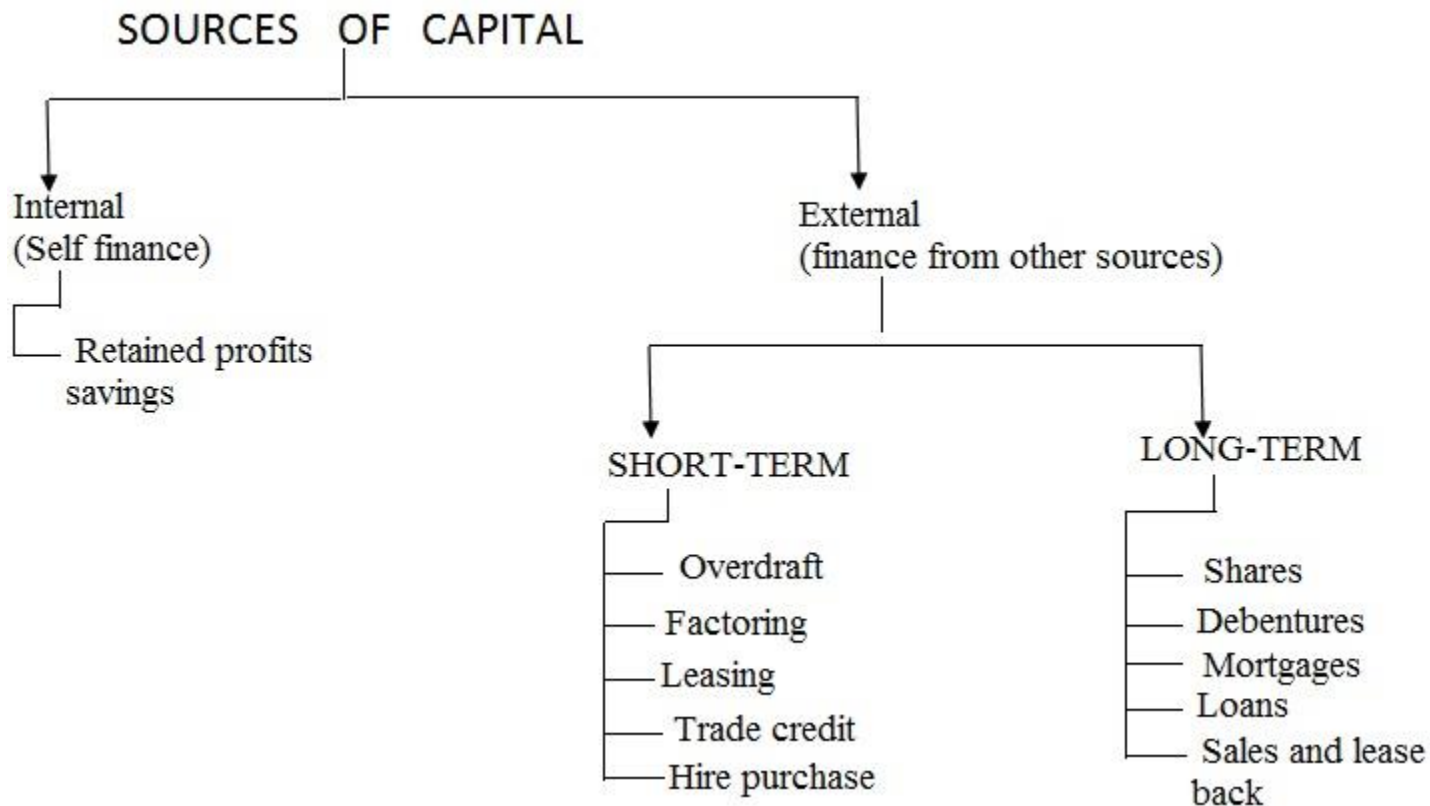 SOURCES OF CAPITAL
Internal
(Self finance)
Retained profits
savings
External
(finance from other sources)
SHORT-TERM
Overdraft
Factoring
Leasing
Trade credit
Hire purchase
LONG-TERM
Shares
Debentures
Mortgages
Loans
Sales and lease
back